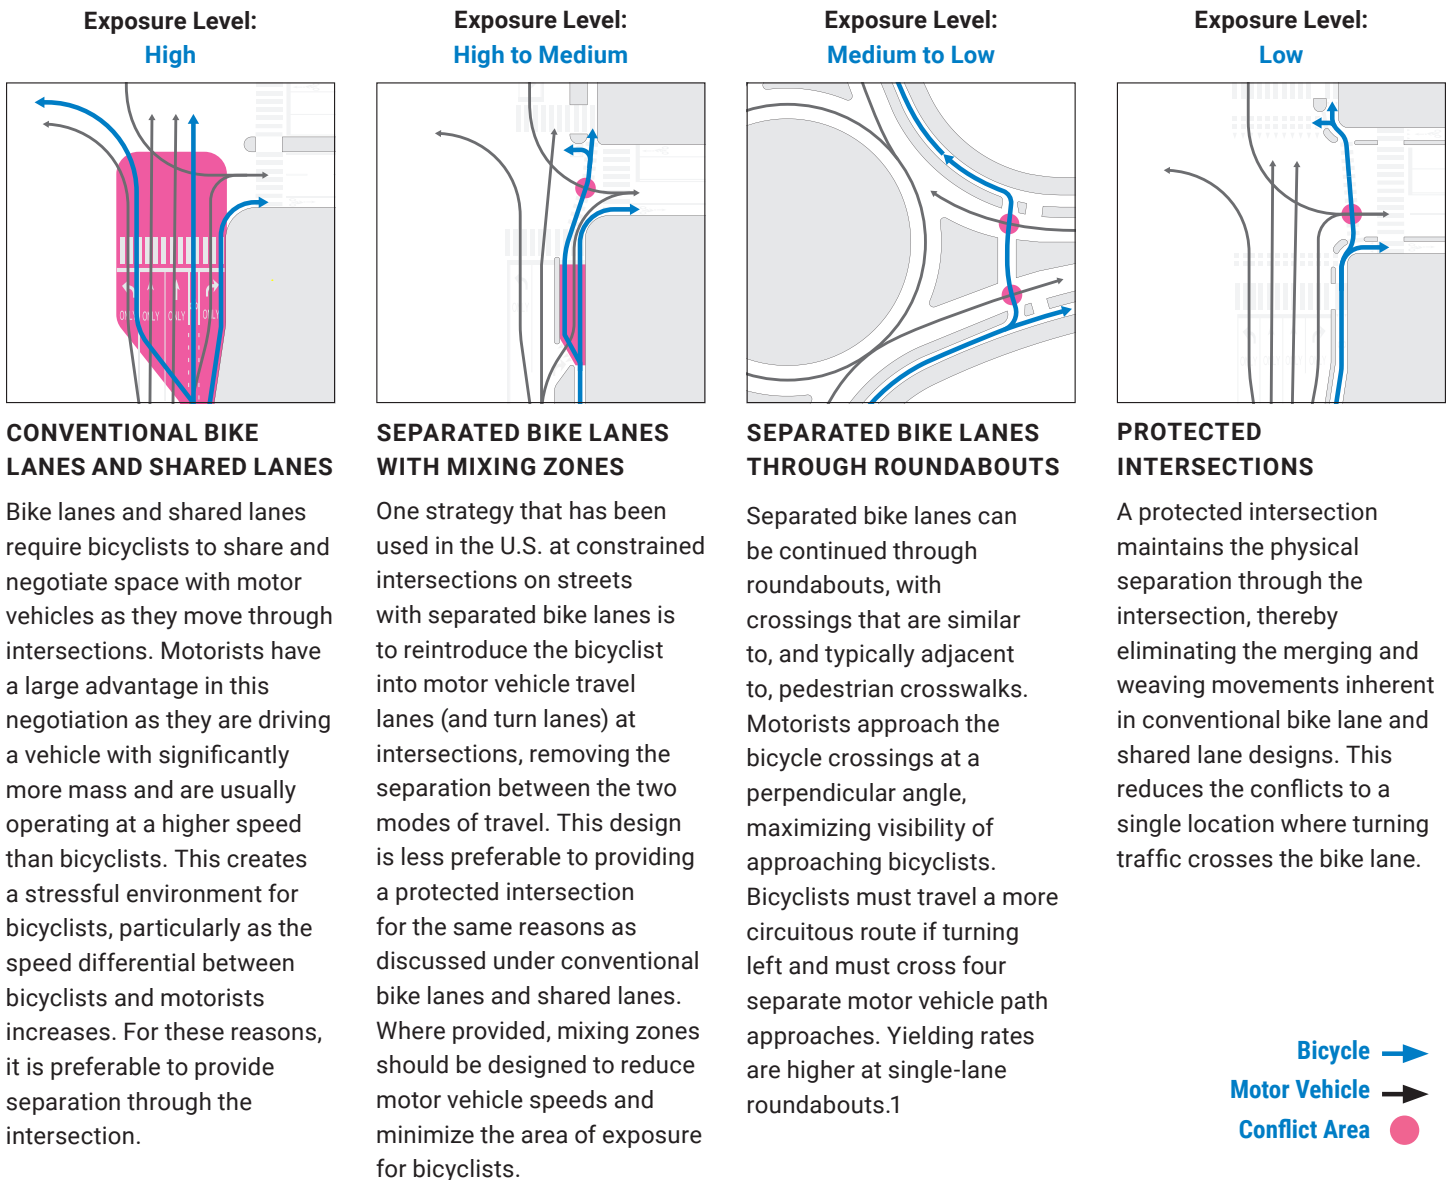 Exposure Level:
High
CONVENTIONAL BIKE
LANES AND SHARED LANES
Bike lanes and shared lanes
require bicyclists to share and
negotiate space with motor
vehicles as they move through
intersections. Motorists have
a large advantage in this
negotiation as they are driving
a vehicle with significantly
more mass and are usually
operating at a higher speed
than bicyclists. This creates
a stressful environment for
bicyclists, particularly as the
speed differential between
bicyclists and motorists
increases. For these reasons,
it is preferable to provide
separation through the
intersection.
Exposure Level:
High to Medium
SEPARATED BIKE LANES
WITH MIXING ZONES
One strategy that has been
used in the U.S. at constrained
intersections on streets
with separated bike lanes is
to reintroduce the bicyclist
into motor vehicle travel
lanes (and turn lanes) at
intersections, removing the
separation between the two
modes of travel. This design
is less preferable to providing
a protected intersection
for the same reasons as
discussed under conventional
bike lanes and shared lanes.
Where provided, mixing zones
should be designed to reduce
motor vehicle speeds and
minimize the area of exposure
for bicyclists.
Exposure Level:
Medium to Low
SEPARATED BIKE LANES
THROUGH ROUNDABOUTS
Separated bike lanes can
be continued through
roundabouts, with
crossings that are similar
to, and typically adjacent
to, pedestrian crosswalks.
Motorists approach the
bicycle crossings at a
perpendicular angle,
maximizing visibility of
approaching bicyclists.
Bicyclists must travel a more
circuitous route if turning
left and must cross four
separate motor vehicle path
approaches. Yielding rates
are higher at single-lane
roundabouts.1
Exposure Level:
Low
PROTECTED
INTERSECTIONS
A protected intersection
maintains the physical
separation through the
intersection, thereby
eliminating the merging and
weaving movements inherent
in conventional bike lane and
shared lane designs. This
reduces the conflicts to a
single location where turning
traffic crosses the bike lane.
Bicycle
Motor Vehicle
Conflict Area
ONLY ONLY ONLY ONLY